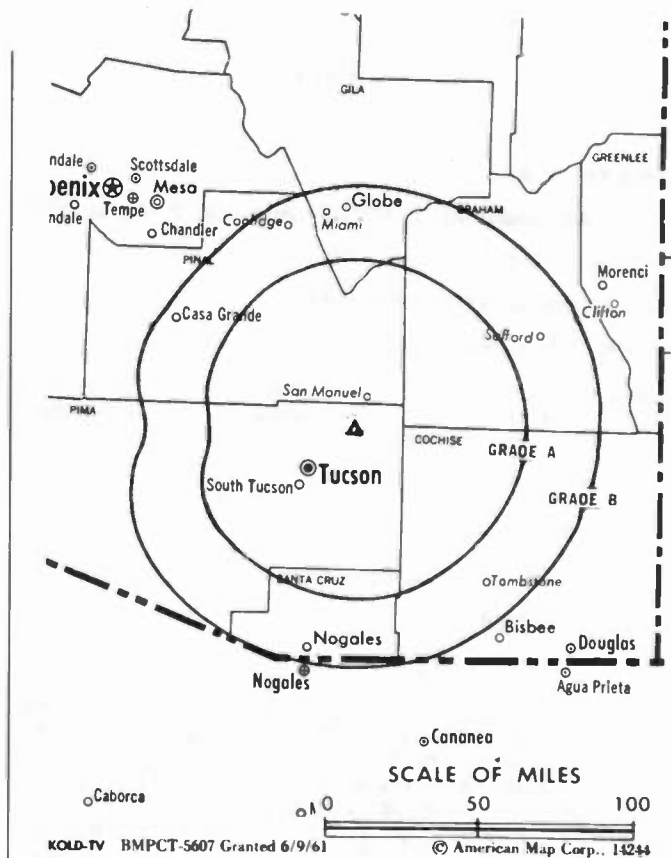 GILA
GREENLEE
ndale
Scottsdale
oenix
Mesa
Tempe
ndale
Chandler
Coolidge
Globe
Miami
GRAHAM
PINAL
Morenci
Clifton
Casa Grande
Safford
San Manuel
PIMA
COCHISE
GRADE A
Tucson
South Tucson
GRADE B
SANTA CRUZ
Tombstone
Nogales
Bisbee
Douglas
Nogales
Agua Prieta
Cananea
SCALE OF MILES
Caborca
0 50 100
KOLD-TV BMPCT-5607 Granted 6/9/61 © American Map Corp., 14244